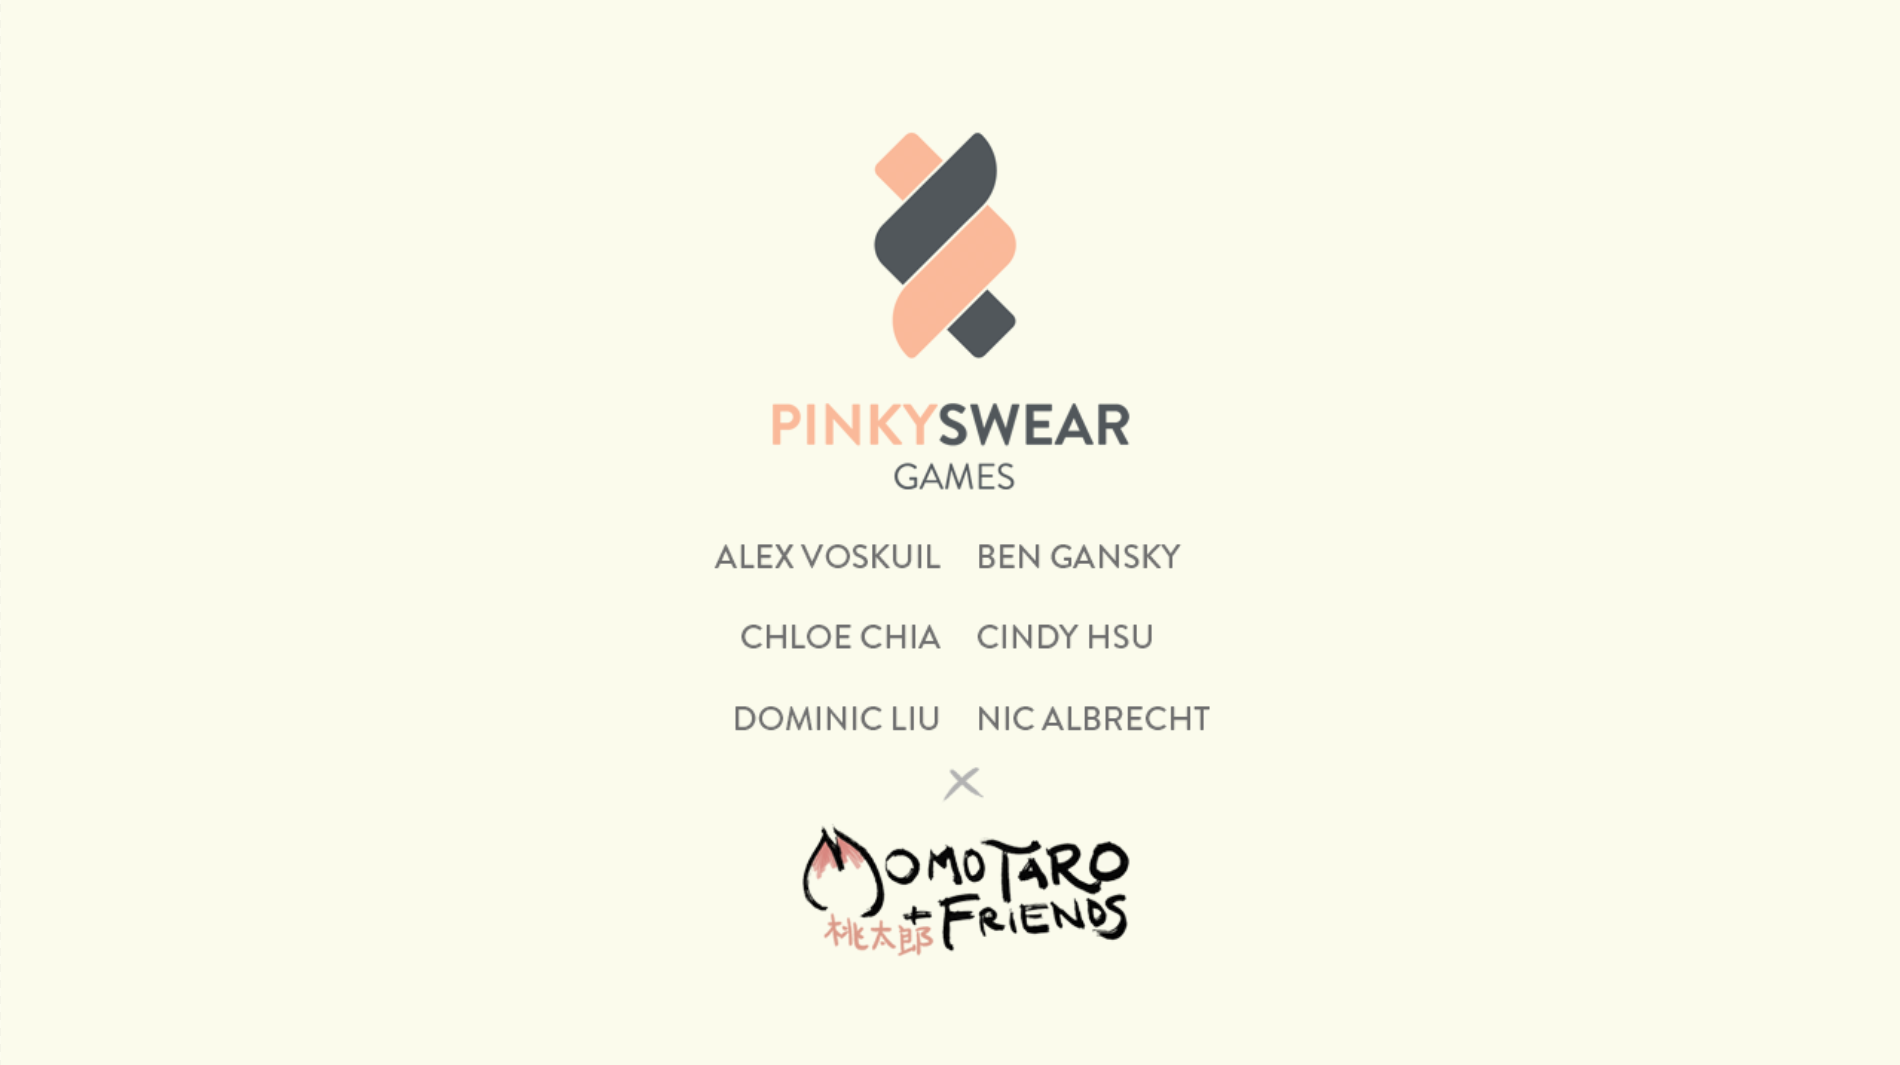 PINKYSWEAR
GAMES
ALEX VOSKUIL BEN GANSKY
CHLOE CHIA CINDY HSU
DOMINIC LIU NIC ALBRECHT
X
MOMOTARO
桃太郎 + FRIENDS